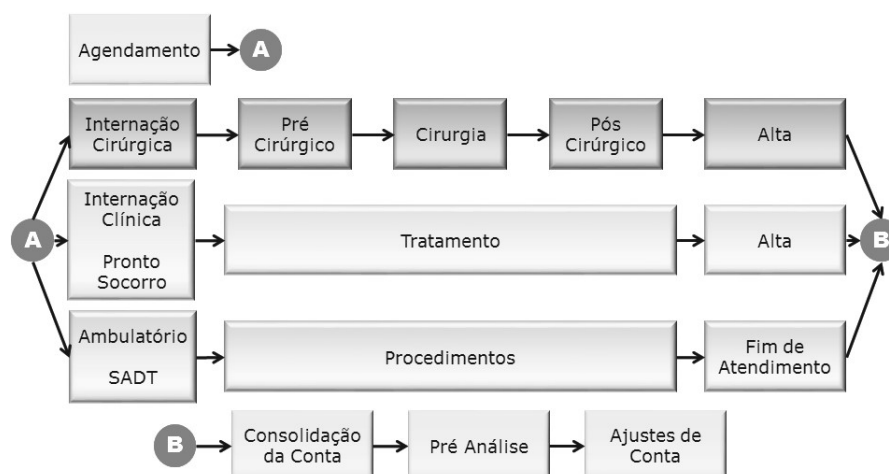 Agendamento
A
Internação
Cirúrgica
Pré
Cirúrgico
Cirurgia
Pós
Cirúrgico
Alta
A
Internação
Clínica
Pronto
Socorro
Tratamento
Alta
B
Ambulatório
SADT
Procedimentos
Fim de
Atendimento
B
Consolidação
da Conta
Pré Análise
Ajustes de
Conta